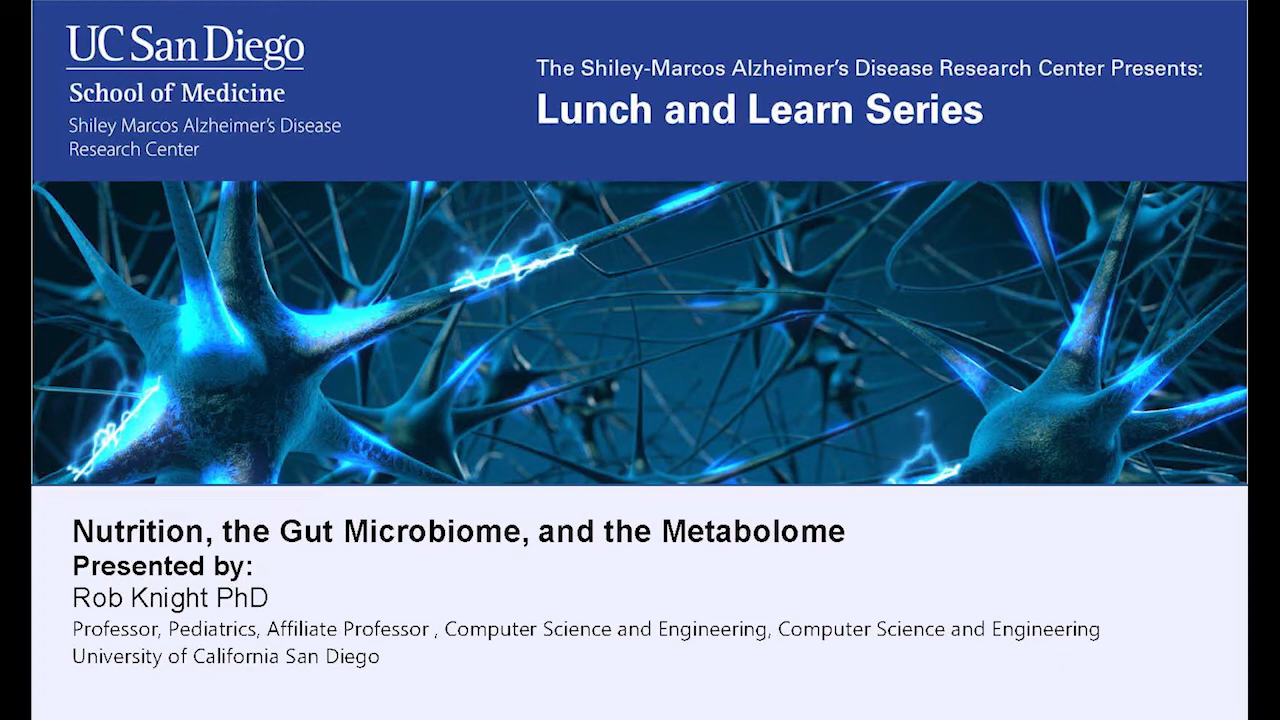 UC San Diego
School of Medicine
Shiley Marcos Alzheimer's Disease
Research Center
The Shiley-Marcos Alzheimer's Disease Research Center Presents:
Lunch and Learn Series
Nutrition, the Gut Microbiome, and the Metabolome
Presented by:
Rob Knight PhD
Professor, Pediatrics, Affiliate Professor , Computer Science and Engineering, Computer Science and Engineering
University of California San Diego